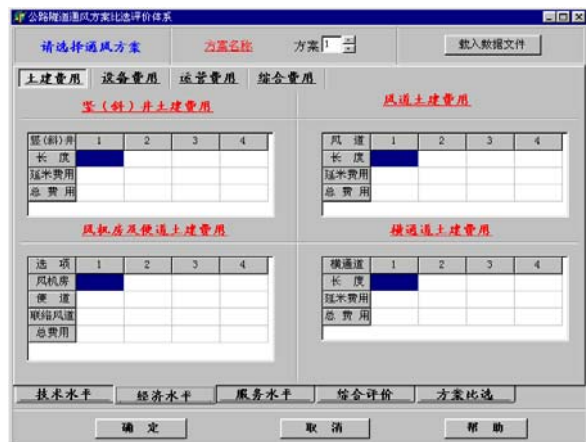 公路隧道通风方案比选评价体系
请选择通风方案 方案名称 方案 1 载入数据文件
土建费用 设备费用 运营费用 综合费用
竖(斜)井土建费用
竖(斜)井 1 2 3 4
长 度
延米费用
总 费 用
风道土建费用
风 道 1 2 3 4
长 度
延米费用
总 费 用
风机房及便道土建费用
选 项 1 2 3 4
风机房
便 道
联络风道
总费用
横通道土建费用
横通道 1 2 3 4
长 度
延米费用
总 费 用
技术水平 经济水平 服务水平 综合评价 方案比选
确 定 取 消 帮 助